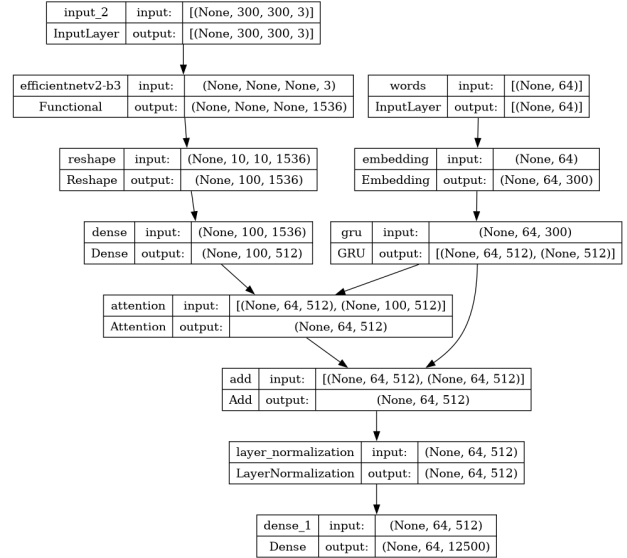 input_2 input: [(None, 300, 300, 3)]
InputLayer output: [(None, 300, 300, 3)]
efficientnetv2-b3 input: (None, None, None, 3)
Functional output: (None, None, None, 1536)
words input: [(None, 64)]
InputLayer output: [(None, 64)]
reshape input: (None, 10, 10, 1536)
Reshape output: (None, 100, 1536)
embedding input: (None, 64)
Embedding output: (None, 64, 300)
dense input: (None, 100, 1536)
Dense output: (None, 100, 512)
gru input: (None, 64, 300)
GRU output: [(None, 64, 512), (None, 512)]
attention input: [(None, 64, 512), (None, 100, 512)]
Attention output: (None, 64, 512)
add input: [(None, 64, 512), (None, 64, 512)]
Add output: (None, 64, 512)
layer_normalization input: (None, 64, 512)
LayerNormalization output: (None, 64, 512)
dense_1 input: (None, 64, 512)
Dense output: (None, 64, 12500)